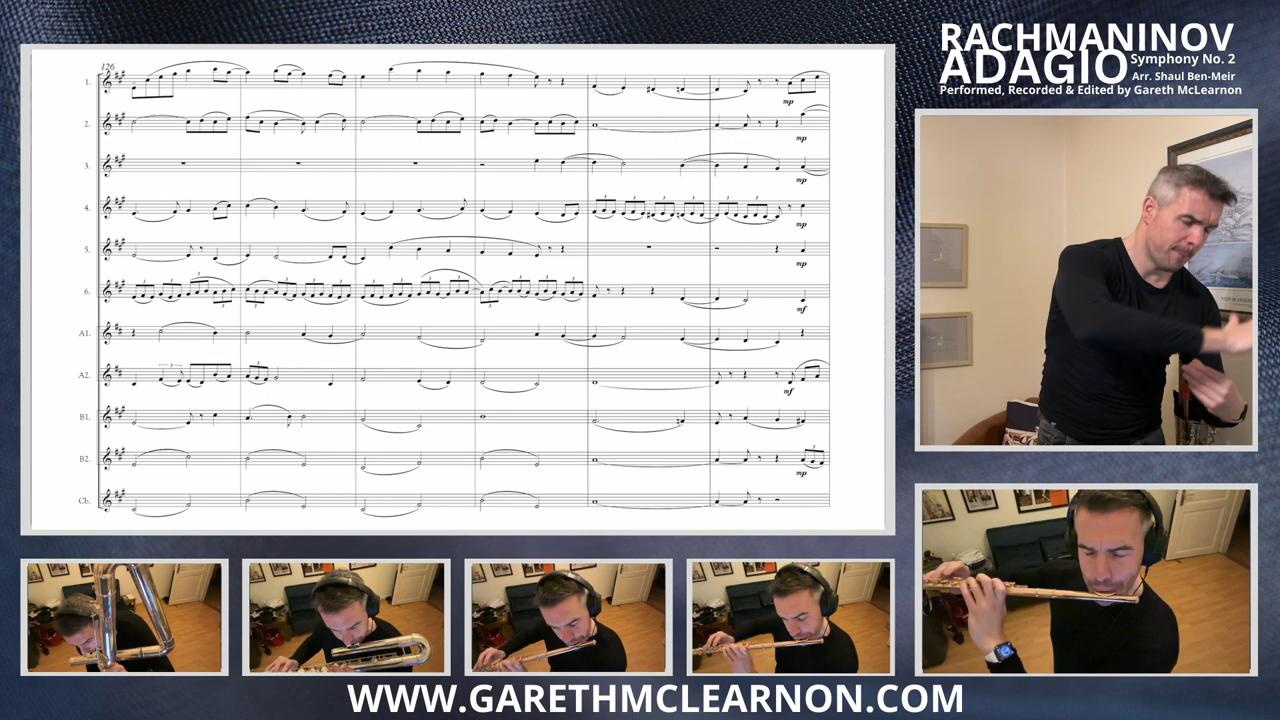 RACHMANINOV
ADAGIO Symphony No. 2
Arr. Shaul Ben-Meir
Performed, Recorded & Edited by Gareth McLearnon
126
1.
mp
2.
mp
3.
mp
4.
mp
5.
mp
6.
mf
A1.
A2.
mf
B1.
B2.
mp
Cb.
WWW.GARETHMCLEARNON.COM